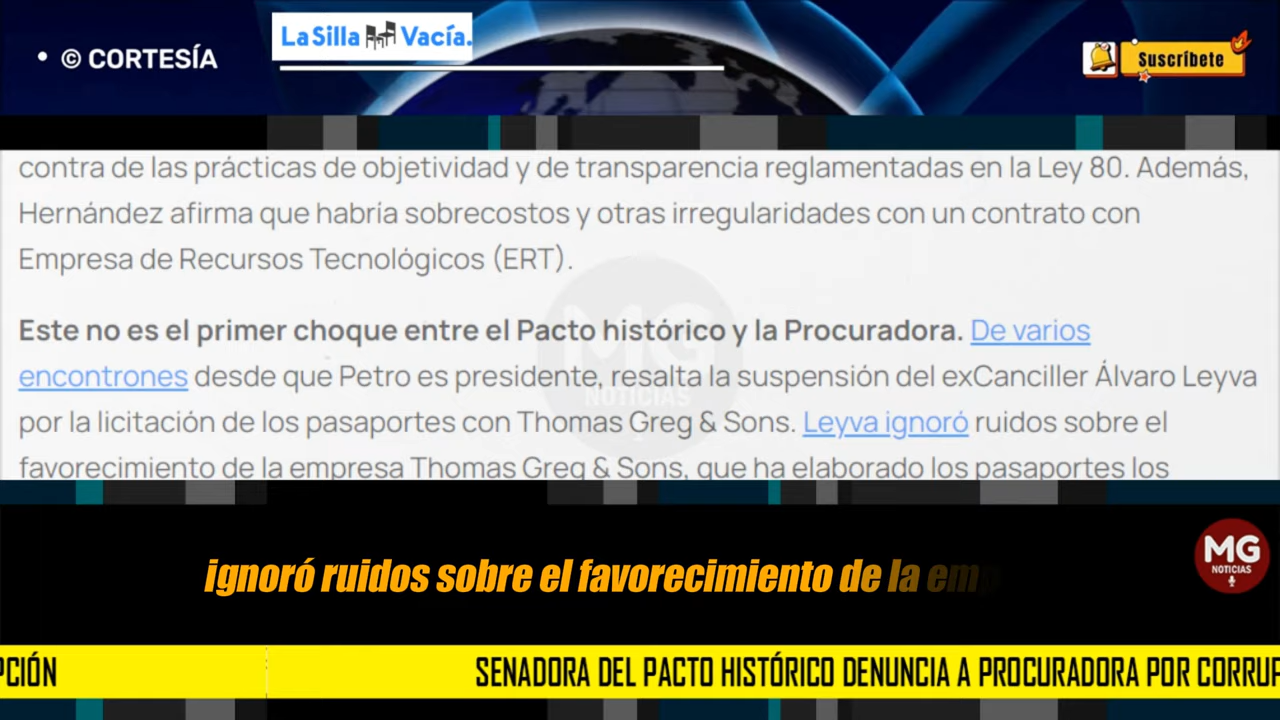 • © CORTESÍA
La Silla Vacía.
Suscríbete
contra de las prácticas de objetividad y de transparencia reglamentadas en la Ley 80. Además,
Hernández afirma que habría sobrecostos y otras irregularidades con un contrato con
Empresa de Recursos Tecnológicos (ERT).
Este no es el primer choque entre el Pacto histórico y la Procuradora. De varios
encontrones desde que Petro es presidente, resalta la suspensión del exCanciller Álvaro Leyva
por la licitación de los pasaportes con Thomas Greg & Sons. Leyva ignoró ruidos sobre el
favorecimiento de la empresa Thomas Greg & Sons, que ha elaborado los pasaportes los
MG
NOTICIAS
ignoró ruidos sobre el favorecimiento de la emp
MG
NOTICIAS
PCIÓN
SENADORA DEL PACTO HISTÓRICO DENUNCIA A PROCURADORA POR CORRUP